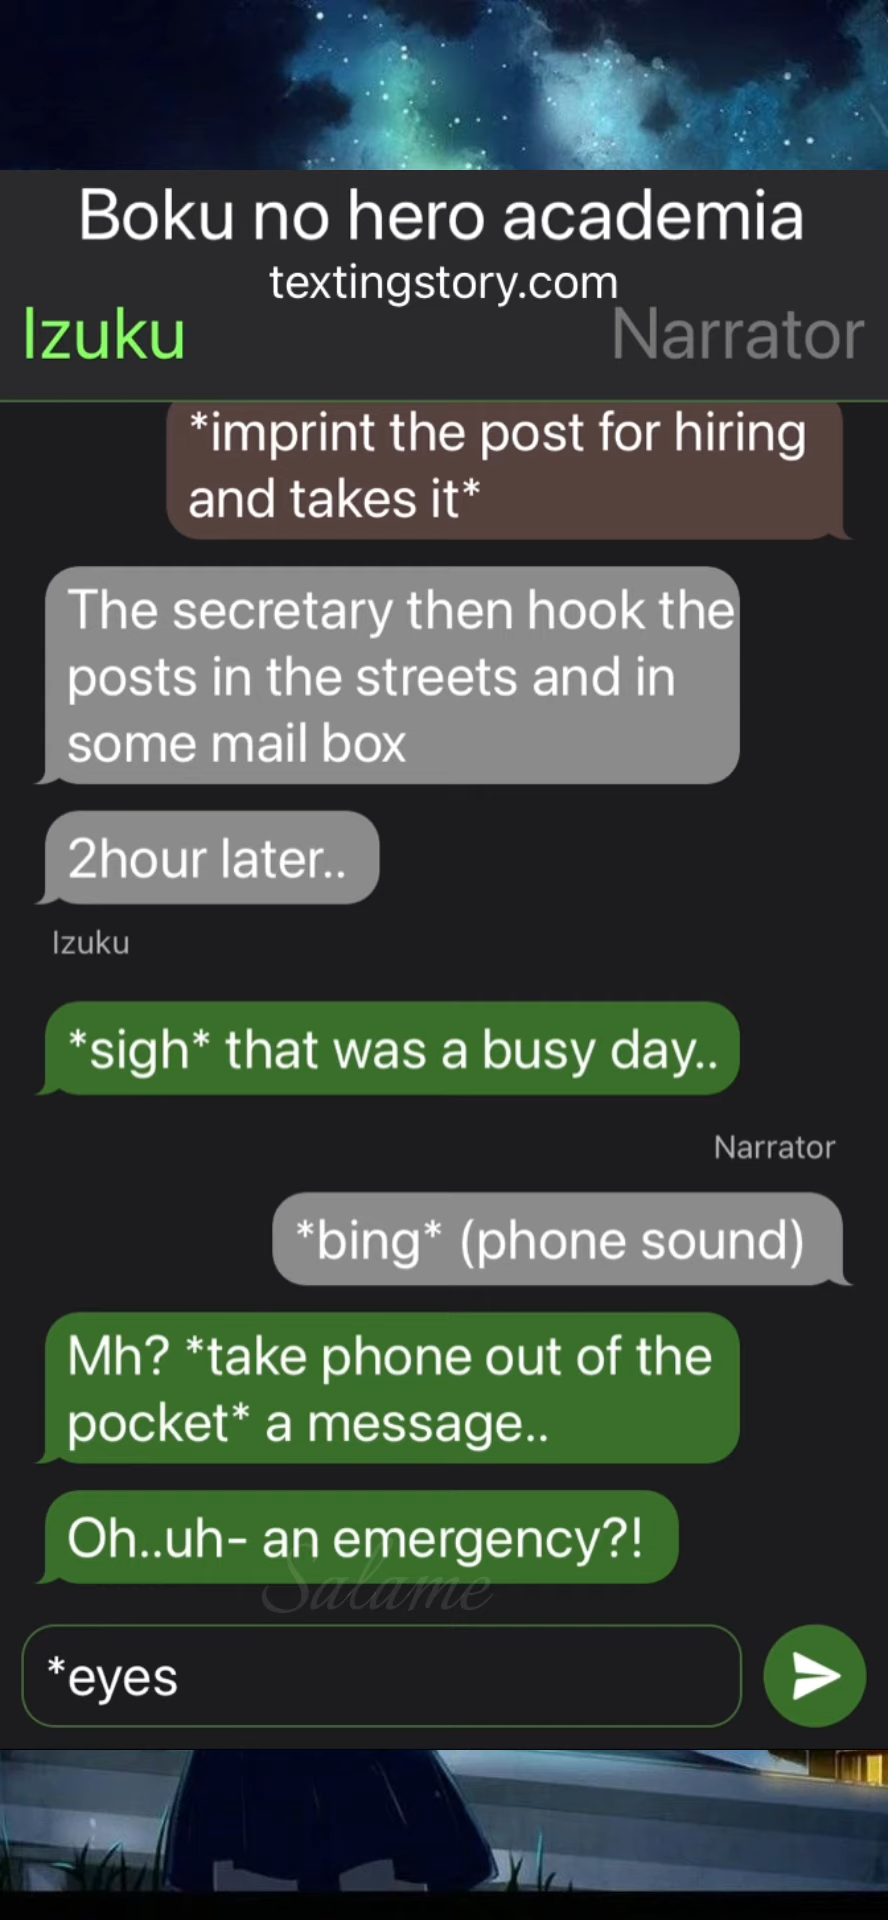 Boku no hero academia
textingstory.com
Izuku
Narrator
*imprint the post for hiring
and takes it*
The secretary then hook the
posts in the streets and in
some mail box
2hour later..
Izuku
*sigh* that was a busy day..
Narrator
*bing* (phone sound)
Mh? *take phone out of the
pocket* a message..
Oh..uh- an emergency?!
Salame
*eyes